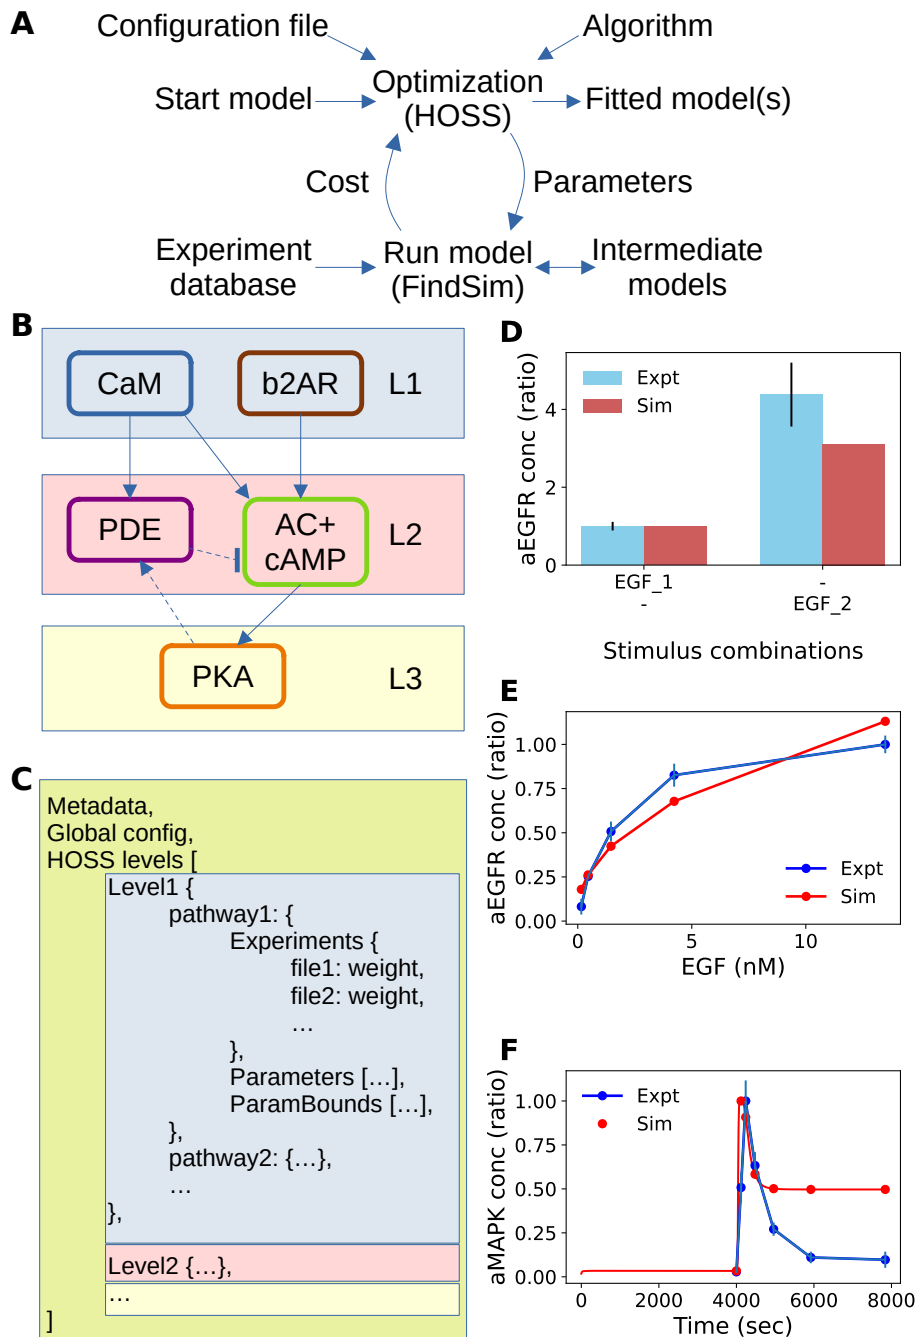 A
Configuration file
Algorithm
Start model
Optimization
(HOSS)
Fitted model(s)
Cost
Parameters
Experiment
database
Run model
(FindSim)
Intermediate
models
B
CaM
b2AR
L1
PDE
AC+
cAMP
L2
PKA
L3
C
Metadata,
Global config,
HOSS levels [
Level1 {
pathway1: {
Experiments {
file1: weight,
file2: weight,
…
},
Parameters […],
ParamBounds […],
},
pathway2: {…},
…
},
Level2 {…},
…
]
D
Expt
Sim
aEGFR conc (ratio)
4
2
0
EGF_1
-
-
EGF_2
Stimulus combinations
E
aEGFR conc (ratio)
1.00
0.75
0.50
0.25
0.00
Expt
Sim
0
5
10
EGF (nM)
F
aMAPK conc (ratio)
1.00
0.75
0.50
0.25
0.00
Expt
Sim
0
2000
4000
6000
8000
Time (sec)